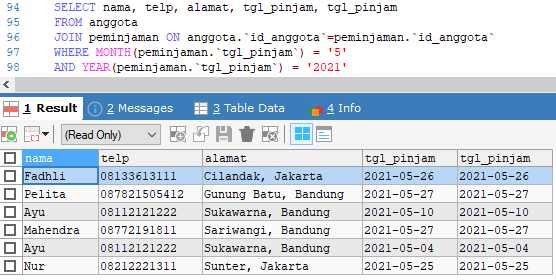 94 SELECT nama, telp, alamat, tgl_pinjam, tgl_pinjam
95 FROM anggota
96 JOIN peminjaman ON anggota.`id_anggota`=peminjaman.`id_anggota`
97 WHERE MONTH(peminjaman.`tgl_pinjam`) = '5'
98 AND YEAR(peminjaman.`tgl_pinjam`) = '2021'
1 Result 2 Messages 3 Table Data 4 Info
(Read Only)
nama telp alamat tgl_pinjam tgl_pinjam
Fadhli 08133613111 Cilandak, Jakarta 2021-05-26 2021-05-26
Pelita 087821505412 Gunung Batu, Bandung 2021-05-27 2021-05-27
Ayu 08112121222 Sukawarna, Bandung 2021-05-10 2021-05-10
Mahendra 08772191811 Sariwangi, Bandung 2021-05-27 2021-05-27
Ayu 08112121222 Sukawarna, Bandung 2021-05-04 2021-05-04
Nur 08212221311 Sunter, Jakarta 2021-05-25 2021-05-25